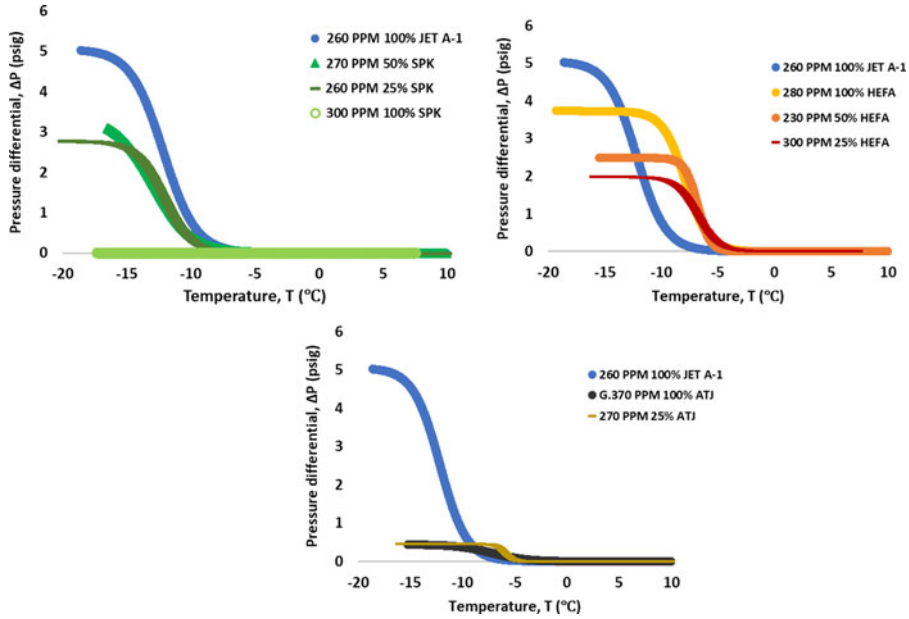 6
5
4
3
2
1
0
-20 -15 -10 -5 0 5 10
Pressure differential, ΔP (psig)
Temperature, T (°C)
260 PPM 100% JET A-1
270 PPM 50% SPK
260 PPM 25% SPK
300 PPM 100% SPK
6
5
4
3
2
1
0
-20 -15 -10 -5 0 5 10
Pressure differential, ΔP (psig)
Temperature, T (°C)
260 PPM 100% JET A-1
280 PPM 100% HEFA
230 PPM 50% HEFA
300 PPM 25% HEFA
6
5
4
3
2
1
0
-20 -15 -10 -5 0 5 10
Pressure differential, ΔP (psig)
Temperature, T (°C)
260 PPM 100% JET A-1
G.370 PPM 100% ATJ
270 PPM 25% ATJ